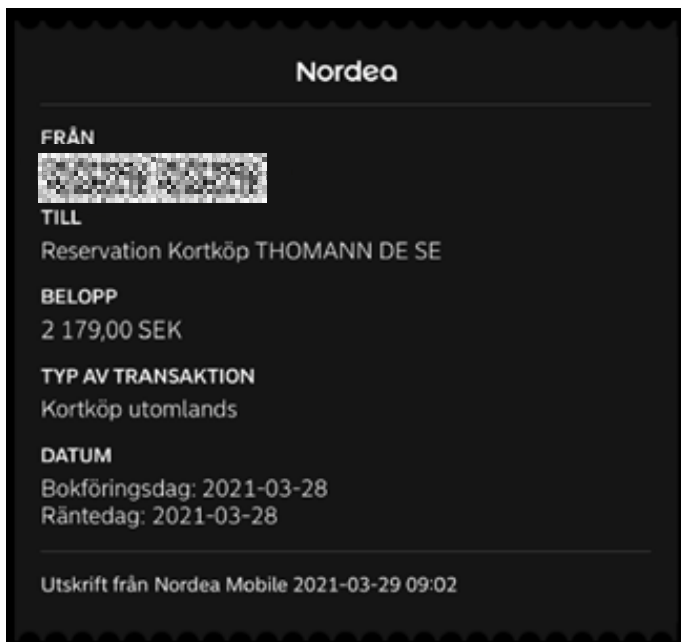 Nordea
FRÅN
TILL
Reservation Kortköp THOMANN DE SE
BELOPP
2 179,00 SEK
TYP AV TRANSAKTION
Kortköp utomlands
DATUM
Bokföringsdag: 2021-03-28
Räntedag: 2021-03-28
Utskrift från Nordea Mobile 2021-03-29 09:02